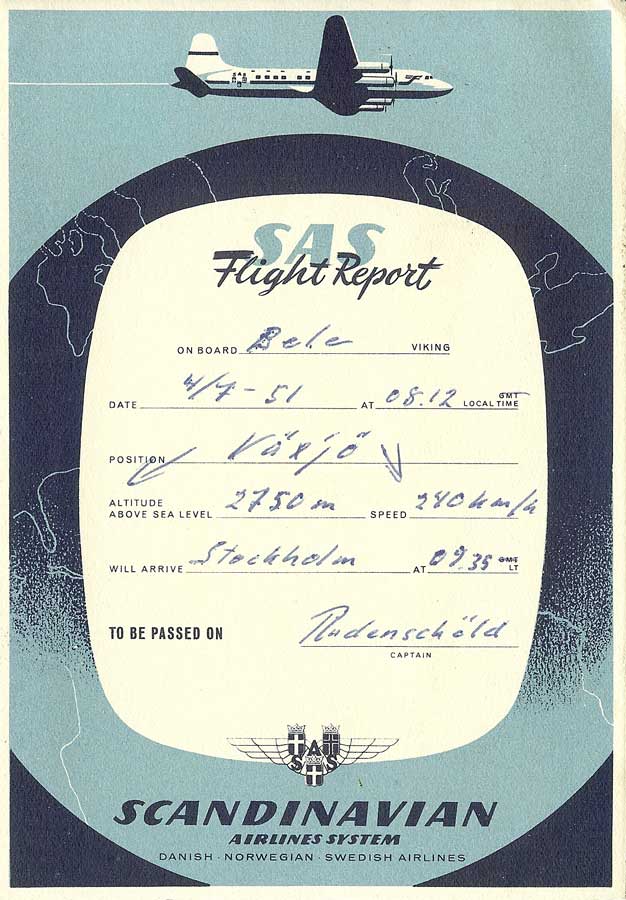 SAS
Flight Report
ON BOARD Bele VIKING
DATE 4/7-51 AT 08.12 GMT LOCAL TIME
POSITION Växjö
ALTITUDE ABOVE SEA LEVEL 2750 m SPEED 240 km/h
WILL ARRIVE Stockholm AT 09.35 GMT LT
TO BE PASSED ON Rudenschöld
CAPTAIN
SAS
SCANDINAVIAN
AIRLINES SYSTEM
DANISH · NORWEGIAN · SWEDISH AIRLINES